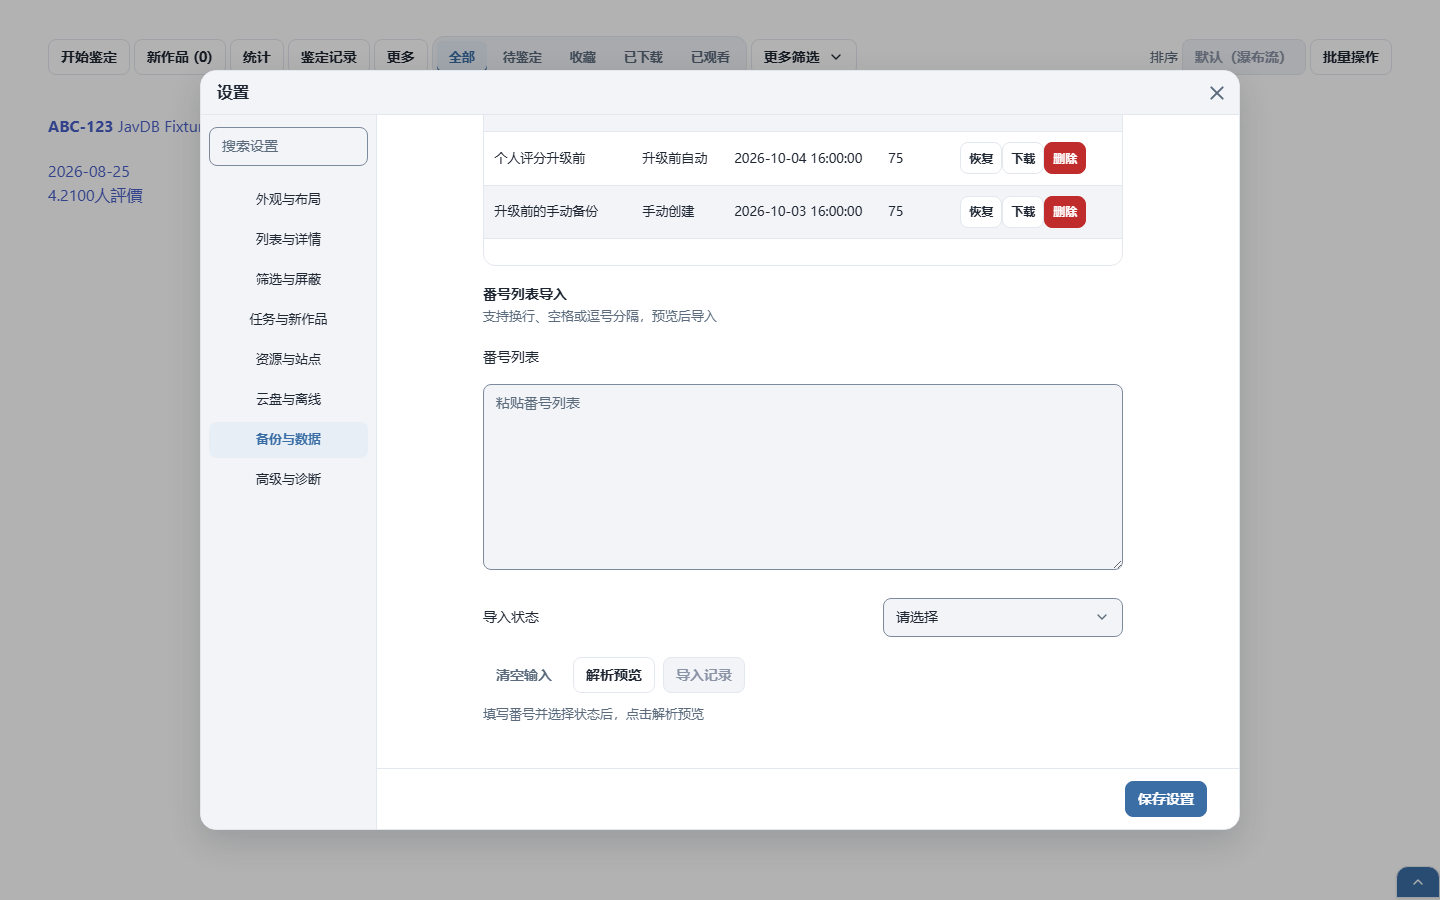 开始鉴定 新作品 (0) 统计 鉴定记录 更多 全部 待鉴定 收藏 已下载 已观看 更多筛选 排序 默认（瀑布流） 批量操作
设置
ABC-123 JavDB Fixtur
2026-08-25
4.2100人評價
搜索设置
外观与布局
列表与详情
筛选与屏蔽
任务与新作品
资源与站点
云盘与离线
备份与数据
高级与诊断
个人评分升级前 升级前自动 2026-10-04 16:00:00 75 恢复 下载 删除
升级前的手动备份 手动创建 2026-10-03 16:00:00 75 恢复 下载 删除
番号列表导入
支持换行、空格或逗号分隔，预览后导入
番号列表
粘贴番号列表
导入状态 请选择
清空输入 解析预览 导入记录
填写番号并选择状态后，点击解析预览
保存设置